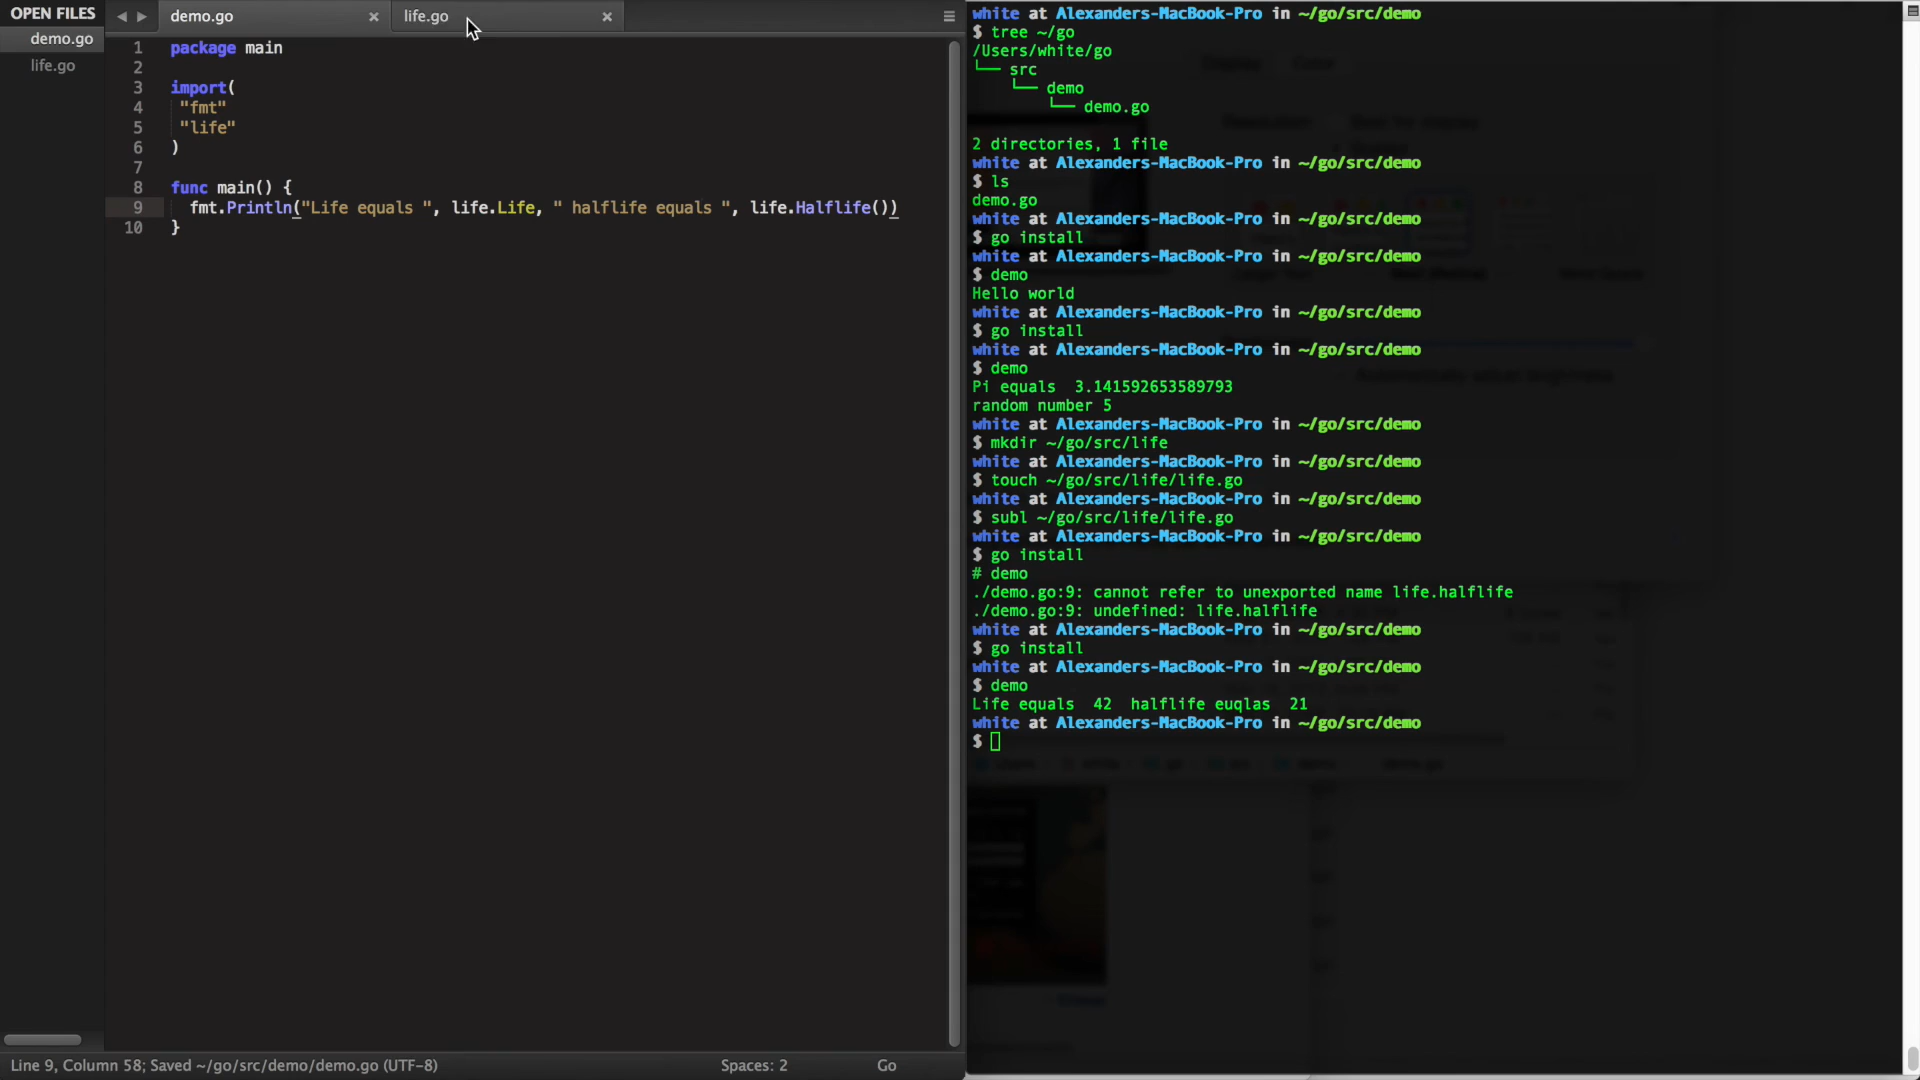 OPEN FILES
demo.go
life.go
demo.go
life.go
1 package main
2
3 import(
4 "fmt"
5 "life"
6 )
7
8 func main() {
9 fmt.Println("Life equals ", life.Life, " halflife equals ", life.Halflife())
10 }
Line 9, Column 58; Saved ~/go/src/demo/demo.go (UTF-8)
Spaces: 2
Go
white at Alexanders-MacBook-Pro in ~/go/src/demo
$ tree ~/go
/Users/white/go
└── src
└── demo
└── demo.go
2 directories, 1 file
white at Alexanders-MacBook-Pro in ~/go/src/demo
$ ls
demo.go
white at Alexanders-MacBook-Pro in ~/go/src/demo
$ go install
white at Alexanders-MacBook-Pro in ~/go/src/demo
$ demo
Hello world
white at Alexanders-MacBook-Pro in ~/go/src/demo
$ go install
white at Alexanders-MacBook-Pro in ~/go/src/demo
$ demo
Pi equals  3.141592653589793
random number 5
white at Alexanders-MacBook-Pro in ~/go/src/demo
$ mkdir ~/go/src/life
white at Alexanders-MacBook-Pro in ~/go/src/demo
$ touch ~/go/src/life/life.go
white at Alexanders-MacBook-Pro in ~/go/src/demo
$ subl ~/go/src/life/life.go
white at Alexanders-MacBook-Pro in ~/go/src/demo
$ go install
# demo
./demo.go:9: cannot refer to unexported name life.halflife
./demo.go:9: undefined: life.halflife
white at Alexanders-MacBook-Pro in ~/go/src/demo
$ go install
white at Alexanders-MacBook-Pro in ~/go/src/demo
$ demo
Life equals  42  halflife euqlas  21
white at Alexanders-MacBook-Pro in ~/go/src/demo
$